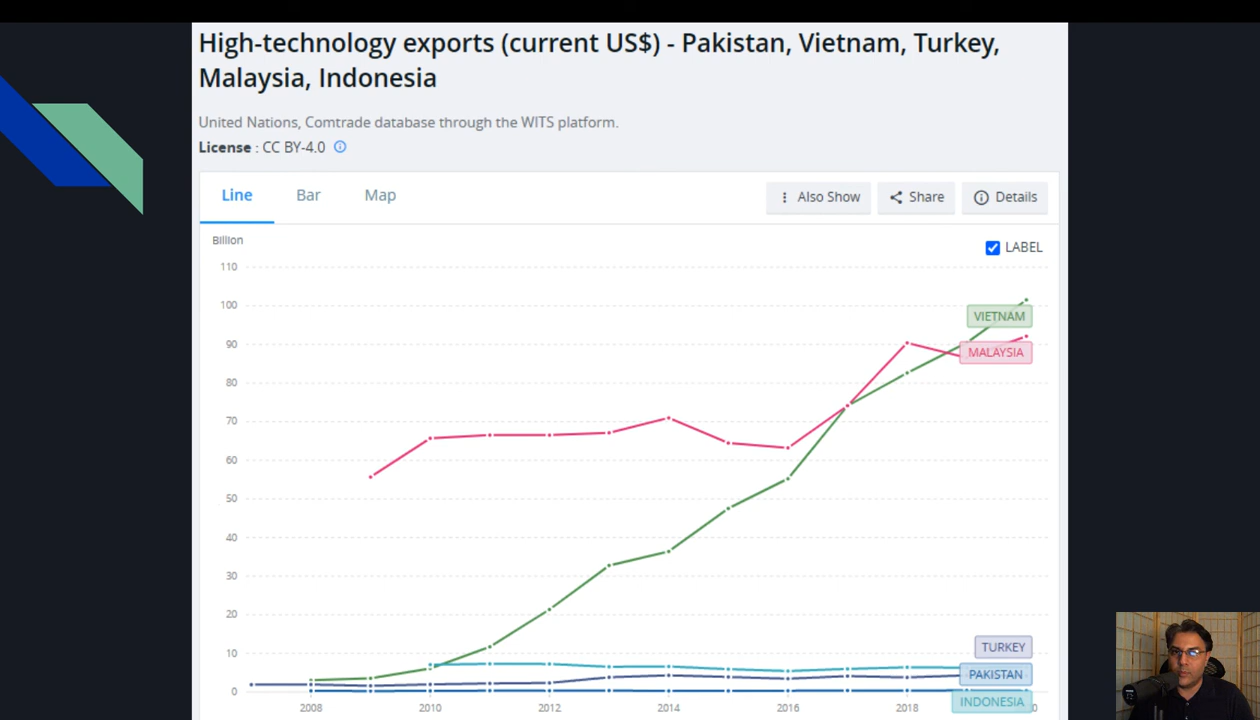 High-technology exports (current US$) - Pakistan, Vietnam, Turkey,
Malaysia, Indonesia
United Nations, Comtrade database through the WITS platform.
License : CC BY-4.0
Line Bar Map Also Show Share Details
Billion
LABEL
110
100
VIETNAM
90
MALAYSIA
80
70
60
50
40
30
20
10
TURKEY
PAKISTAN
0
INDONESIA
2008 2010 2012 2014 2016 2018